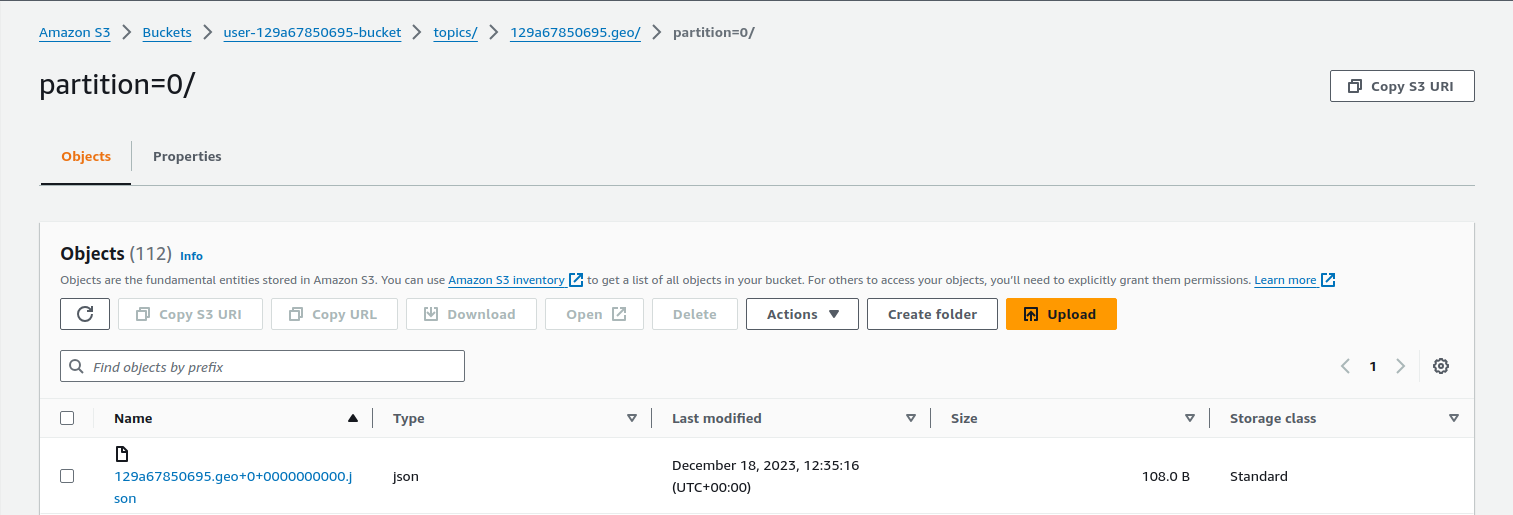 Amazon S3 > Buckets > user-129a67850695-bucket > topics/ > 129a67850695.geo/ > partition=0/
partition=0/
Copy S3 URI
Objects Properties
Objects (112) Info
Objects are the fundamental entities stored in Amazon S3. You can use Amazon S3 inventory to get a list of all objects in your bucket. For others to access your objects, you'll need to explicitly grant them permissions. Learn more
Copy S3 URI Copy URL Download Open Delete Actions Create folder Upload
Find objects by prefix
1
Name Type Last modified Size Storage class
129a67850695.geo+0+0000000000.j
son
json
December 18, 2023, 12:35:16
(UTC+00:00)
108.0 B
Standard